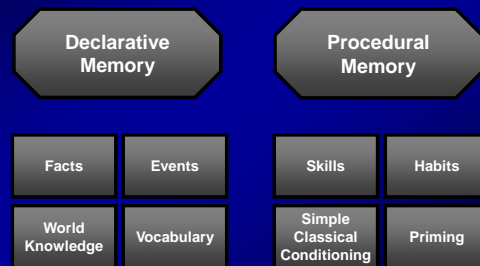 Declarative
Memory
Procedural
Memory
Facts
Events
Skills
Habits
World
Knowledge
Vocabulary
Simple
Classical
Conditioning
Priming